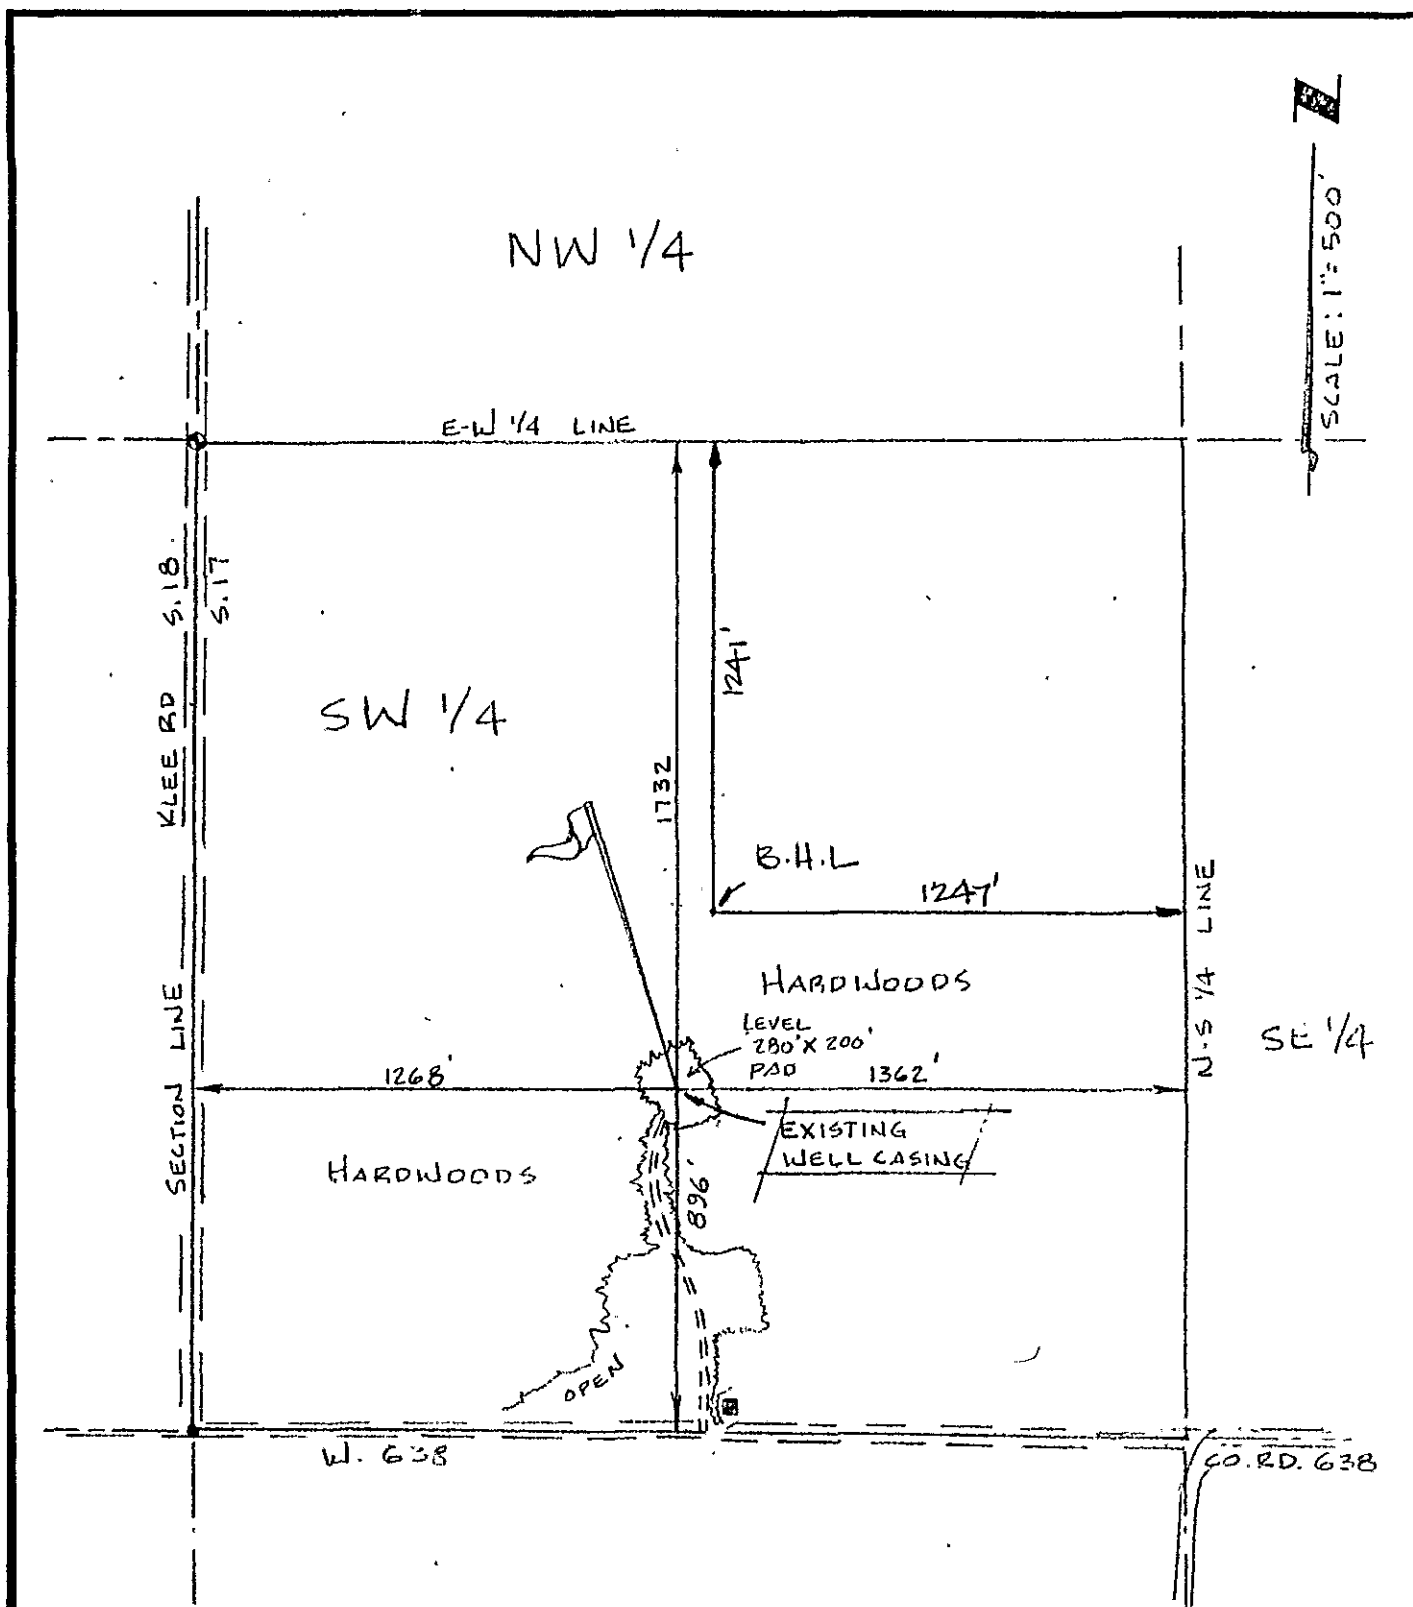 N
SCALE: 1"=500'
NW 1/4
E-W 1/4 LINE
S.18
S.17
KLEE RD
SECTION LINE
SW 1/4
1241'
1732
B.H.L
1247'
N-S 1/4 LINE
HARDWOODS
LEVEL
280' X 200'
PAD
SE 1/4
1268'
1362'
EXISTING
WELL CASING
HARDWOODS
896'
OPEN
W. 638
CO. RD. 638